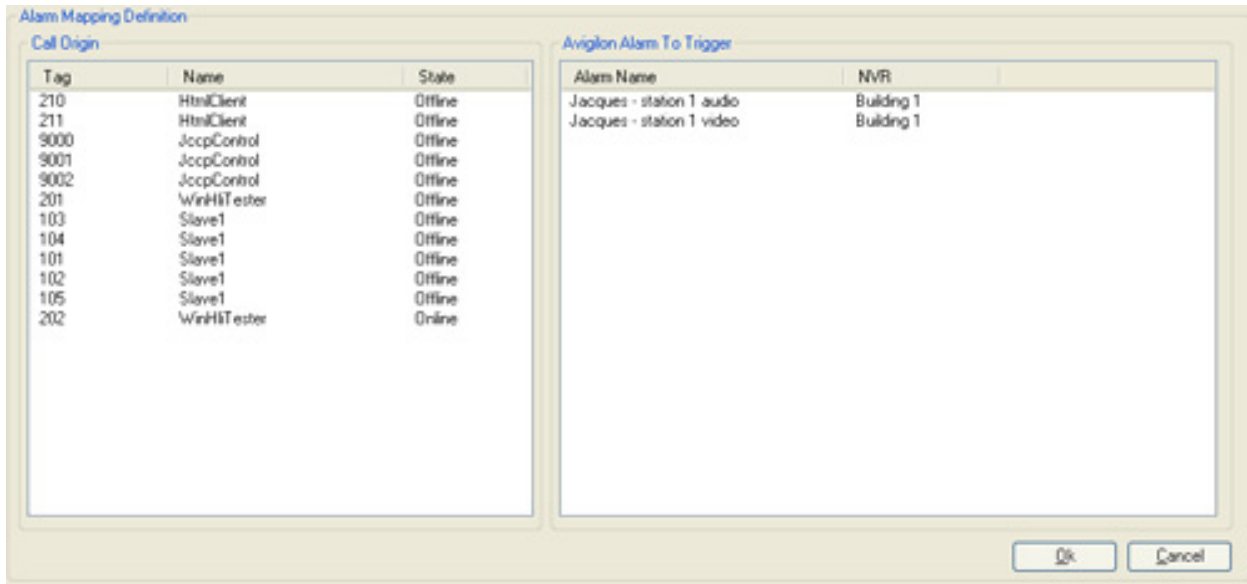 Alarm Mapping Definition
Call Origin
Tag Name State
210 HtmlClient Offline
211 HtmlClient Offline
9000 JccpControl Offline
9001 JccpControl Offline
9002 JccpControl Offline
201 WinHliTester Offline
103 Slave1 Offline
104 Slave1 Offline
101 Slave1 Offline
102 Slave1 Offline
105 Slave1 Offline
202 WinHliTester Online
Avigilon Alarm To Trigger
Alarm Name NVR
Jacques - station 1 audio Building 1
Jacques - station 1 video Building 1
Ok Cancel